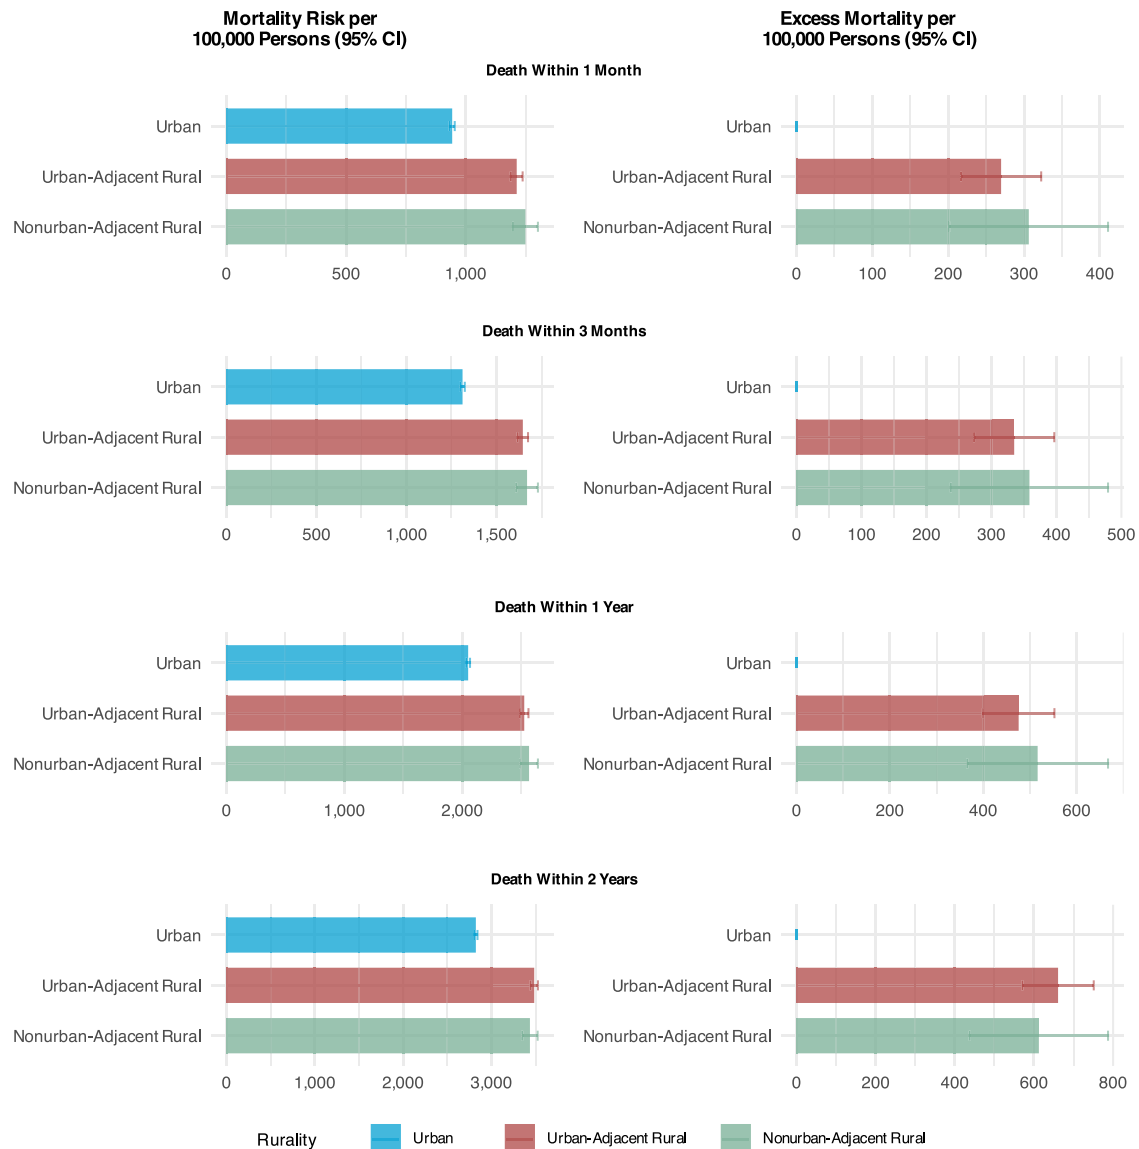 Mortality Risk per
100,000 Persons (95% CI)
Excess Mortality per
100,000 Persons (95% CI)
Death Within 1 Month
Urban
Urban-Adjacent Rural
Nonurban-Adjacent Rural
0 500 1,000
Urban
Urban-Adjacent Rural
Nonurban-Adjacent Rural
0 100 200 300 400
Death Within 3 Months
Urban
Urban-Adjacent Rural
Nonurban-Adjacent Rural
0 500 1,000 1,500
Urban
Urban-Adjacent Rural
Nonurban-Adjacent Rural
0 100 200 300 400 500
Death Within 1 Year
Urban
Urban-Adjacent Rural
Nonurban-Adjacent Rural
0 1,000 2,000
Urban
Urban-Adjacent Rural
Nonurban-Adjacent Rural
0 200 400 600
Death Within 2 Years
Urban
Urban-Adjacent Rural
Nonurban-Adjacent Rural
0 1,000 2,000 3,000
Urban
Urban-Adjacent Rural
Nonurban-Adjacent Rural
0 200 400 600 800
Rurality Urban Urban-Adjacent Rural Nonurban-Adjacent Rural